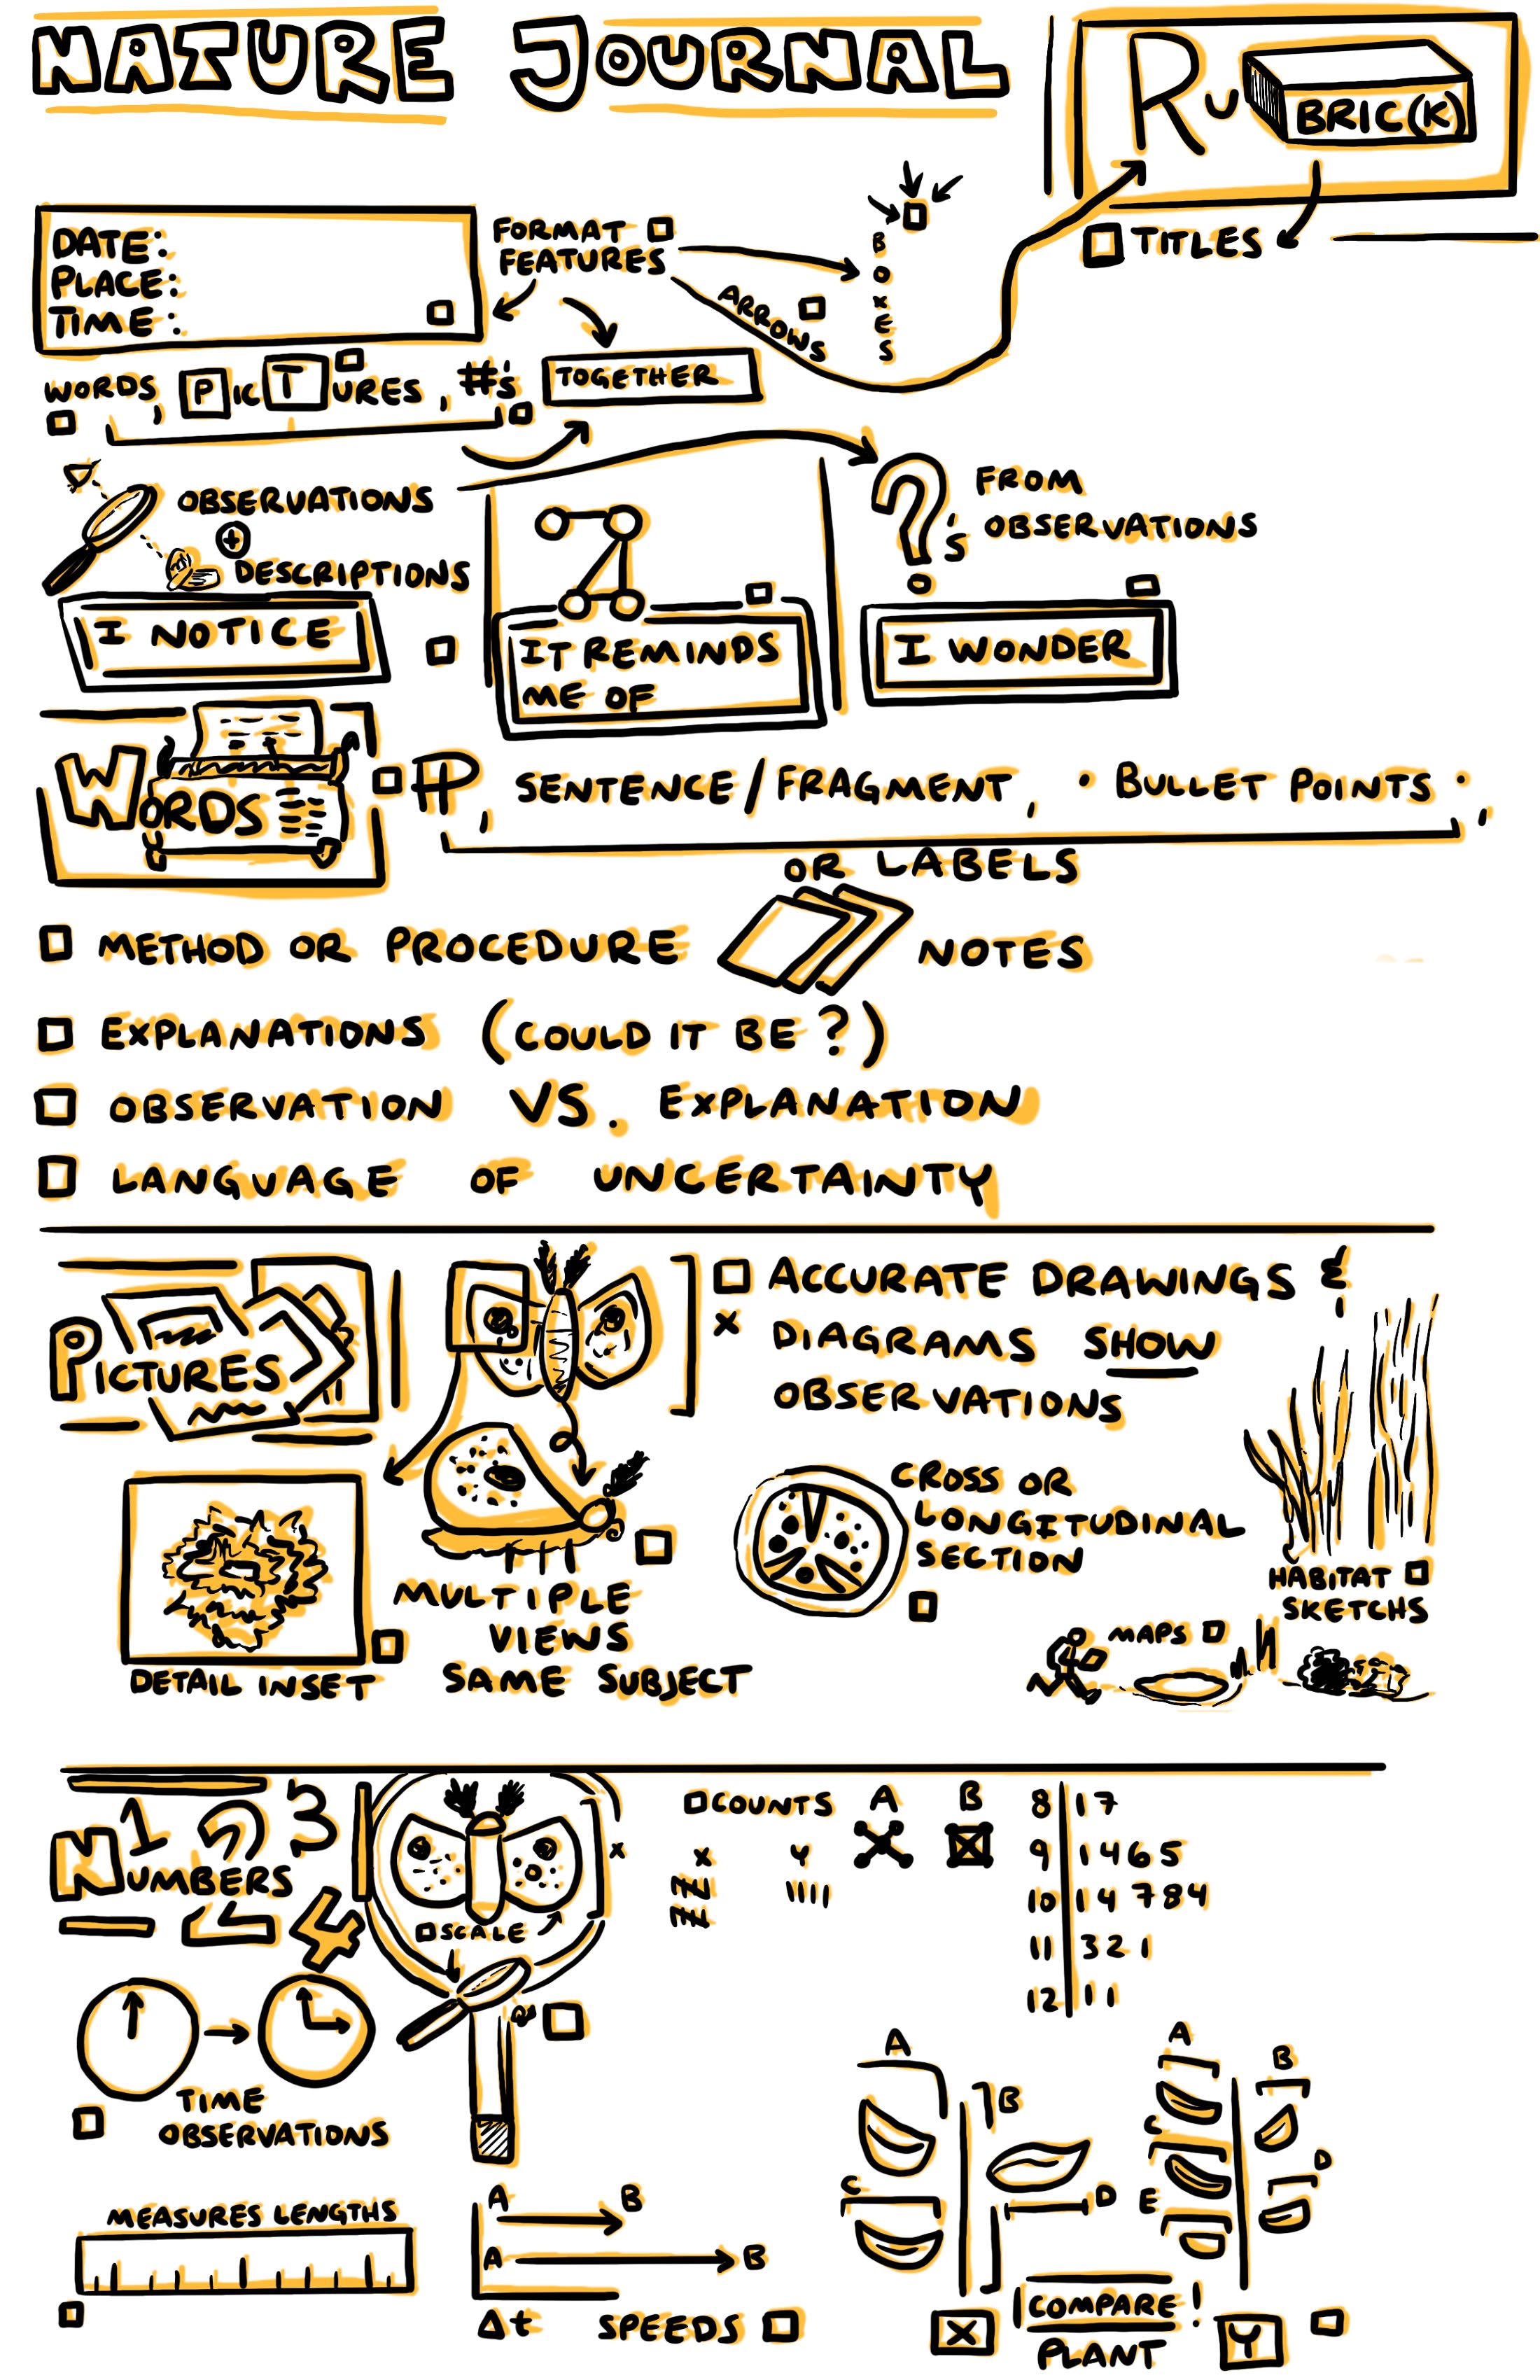 NATURE JOURNAL
RUBRIC(K)
TITLES
DATE:
PLACE:
TIME:
FORMAT
FEATURES
ARROWS
BOXES
WORDS, PICTURES, #'s
TOGETHER
OBSERVATIONS
+
DESCRIPTIONS
I NOTICE
IT REMINDS
ME OF
?'s FROM
OBSERVATIONS
I WONDER
WORDS
¶, SENTENCE/FRAGMENT, • BULLET POINTS •,
OR LABELS
METHOD OR PROCEDURE NOTES
EXPLANATIONS (COULD IT BE?)
OBSERVATION VS. EXPLANATION
LANGUAGE OF UNCERTAINTY
PICTURES
ACCURATE DRAWINGS &
x DIAGRAMS SHOW
OBSERVATIONS
DETAIL INSET
MULTIPLE
VIEWS
SAME SUBJECT
CROSS OR
LONGITUDINAL
SECTION
HABITAT
SKETCHS
MAPS
1 2 3
NUMBERS
4
x
SCALE
COUNTS
X Y
A B
8 | 17
9 | 1465
10 | 14 784
11 | 321
12 | 11
TIME
OBSERVATIONS
MEASURES LENGTHS
A B
A B
Δt SPEEDS
A
B
C
D
A
B
C
D
E
X
COMPARE!
PLANT
Y